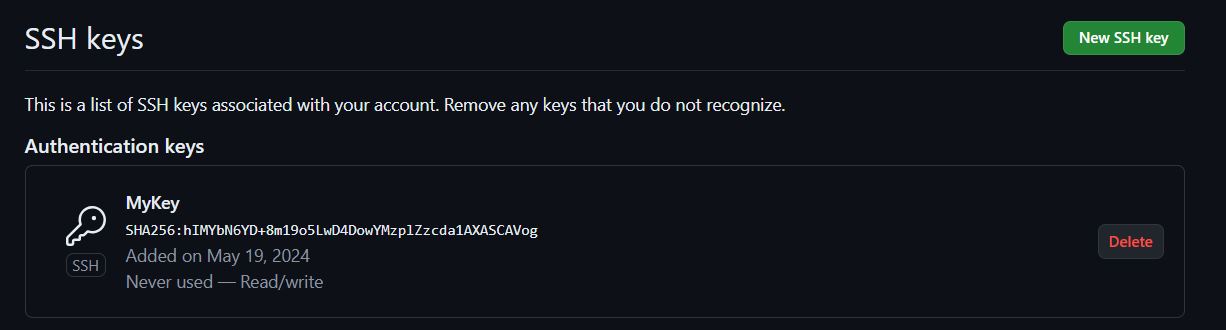 SSH keys
New SSH key
This is a list of SSH keys associated with your account. Remove any keys that you do not recognize.
Authentication keys
MyKey
SHA256:hIMYbN6YD+8m19o5LwD4DowYMzplZzcda1AXASCAVog
Added on May 19, 2024
Never used — Read/write
SSH
Delete